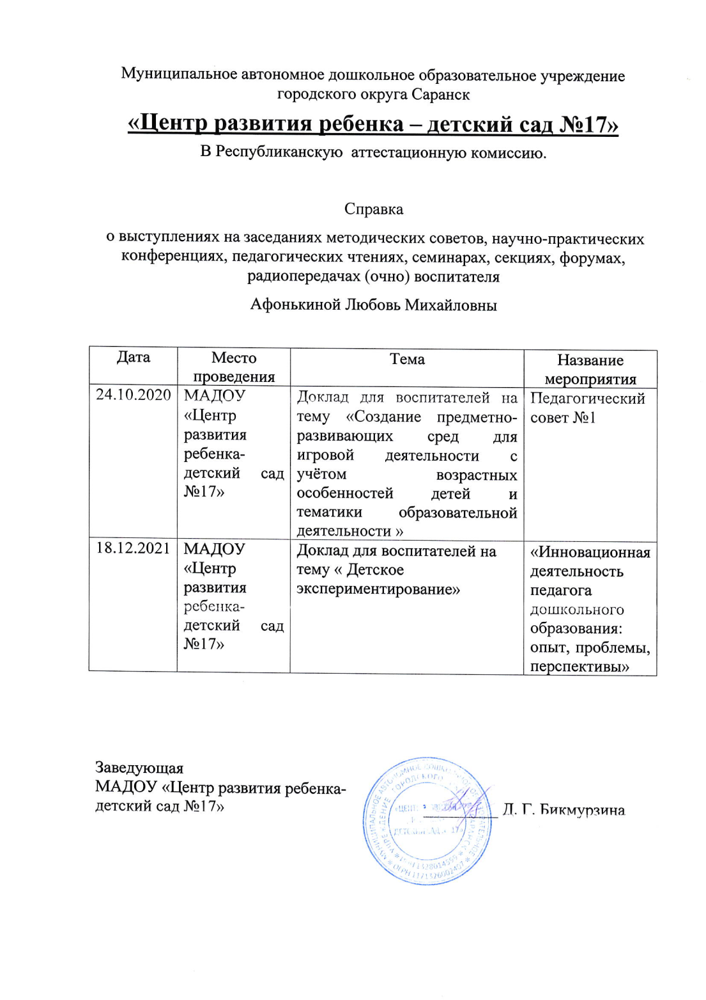 Муниципальное автономное дошкольное образовательное учреждение
городского округа Саранск
«Центр развития ребенка – детский сад №17»
В Республиканскую аттестационную комиссию.
Справка
о выступлениях на заседаниях методических советов, научно-практических
конференциях, педагогических чтениях, семинарах, секциях, форумах,
радиопередачах (очно) воспитателя
Афонькиной Любовь Михайловны
Дата
Место
проведения
Тема
Название
мероприятия
24.10.2020
МАДОУ
«Центр
развития
ребенка-
детский сад
№17»
Доклад для воспитателей на
тему «Создание предметно-
развивающих сред для
игровой деятельности с
учётом возрастных
особенностей детей и
тематики образовательной
деятельности »
Педагогический
совет №1
18.12.2021
МАДОУ
«Центр
развития
ребенка-
детский сад
№17»
Доклад для воспитателей на
тему « Детское
экспериментирование»
«Инновационная
деятельность
педагога
дошкольного
образования:
опыт, проблемы,
перспективы»
Заведующая
МАДОУ «Центр развития ребенка-
детский сад №17»
Д. Г. Бикмурзина
МУНИЦИПАЛЬНОЕ АВТОНОМНОЕ
ГОРОДСКОГО